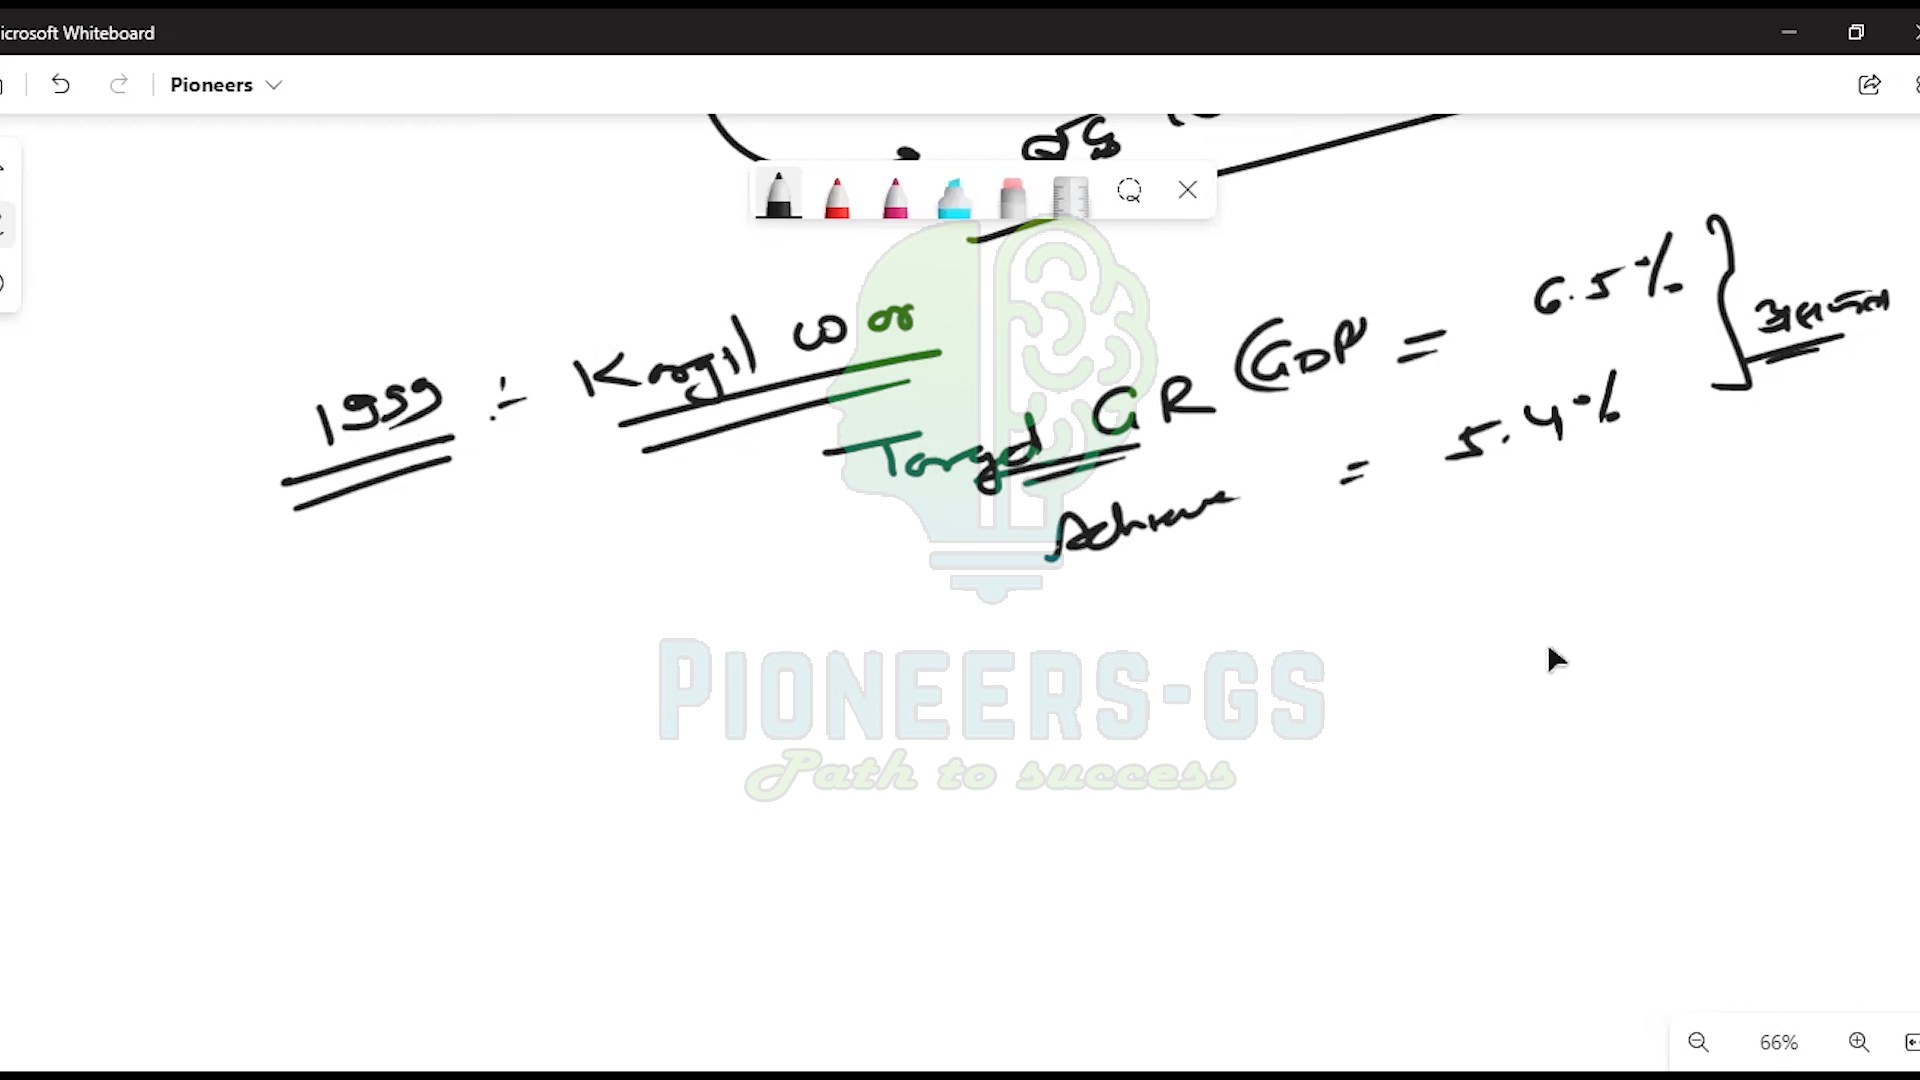 icrosoft Whiteboard
Pioneers
1999 :- Kargil war
Target GR (GDP = 6.5%
Achieve = 5.4%
असफल
PIONEERS-GS
Path to success
66%